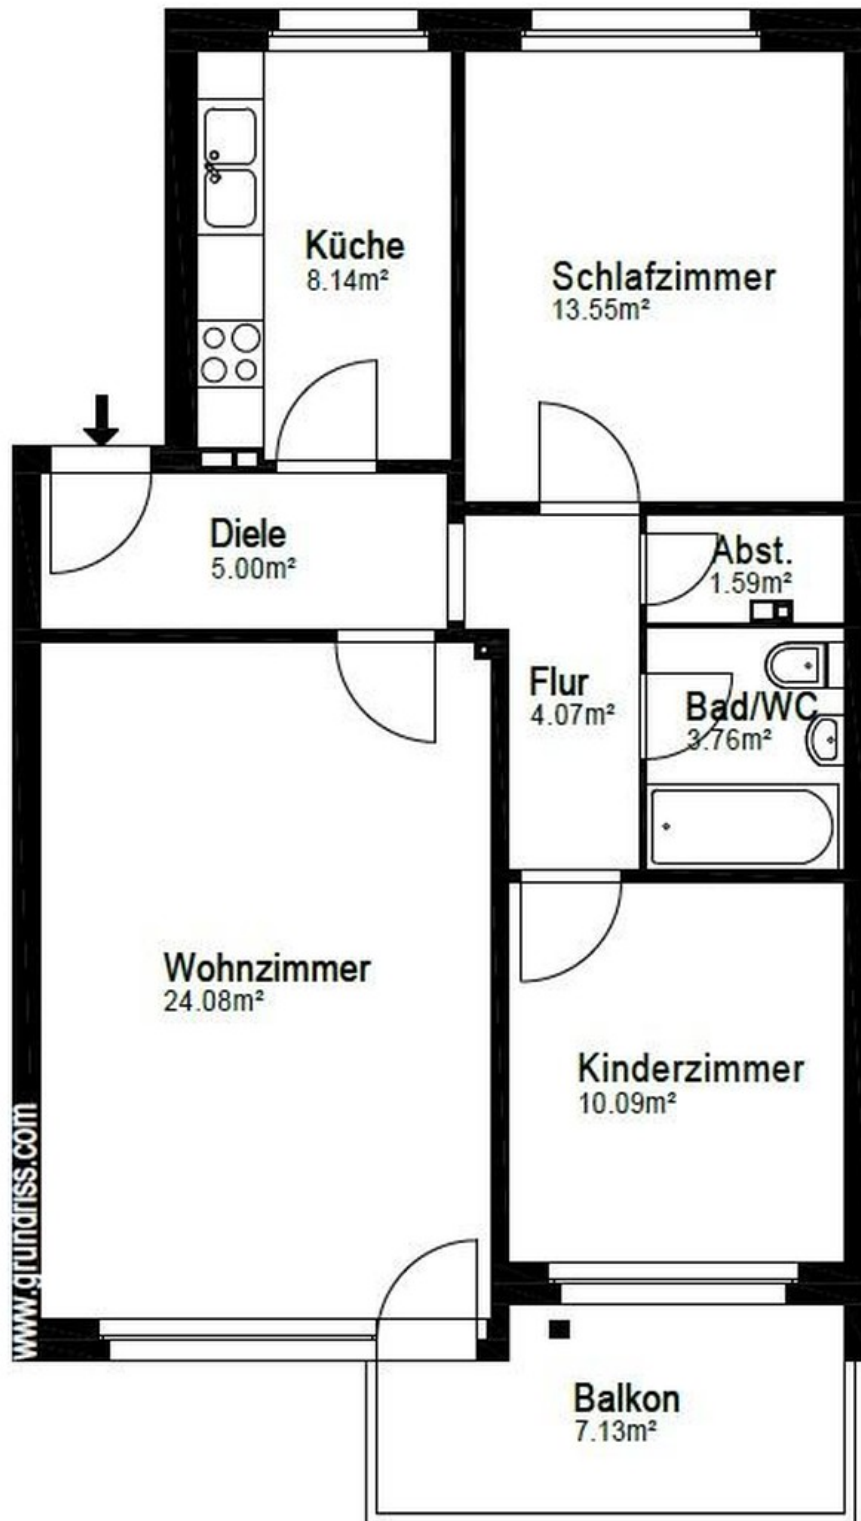 Küche
8.14m²
Schlafzimmer
13.55m²
Diele
5.00m²
Abst.
1.59m²
Flur
4.07m²
Bad/WC
3.76m²
Wohnzimmer
24.08m²
Kinderzimmer
10.09m²
www.grundriss.com
Balkon
7.13m²